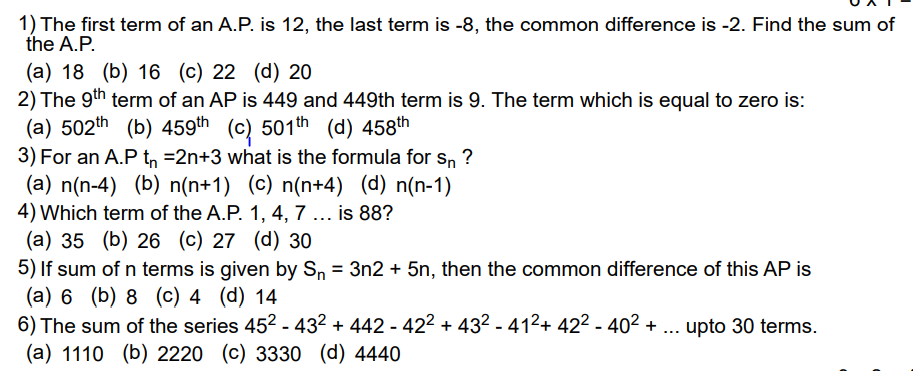 1) The first term of an A.P. is 12, the last term is -8, the common difference is -2. Find the sum of
the A.P.
(a) 18 (b) 16 (c) 22 (d) 20
2) The 9th term of an AP is 449 and 449th term is 9. The term which is equal to zero is:
(a) 502th (b) 459th (c) 501th (d) 458th
3) For an A.P tn =2n+3 what is the formula for sn ?
(a) n(n-4) (b) n(n+1) (c) n(n+4) (d) n(n-1)
4) Which term of the A.P. 1, 4, 7 ... is 88?
(a) 35 (b) 26 (c) 27 (d) 30
5) If sum of n terms is given by Sn = 3n2 + 5n, then the common difference of this AP is
(a) 6 (b) 8 (c) 4 (d) 14
6) The sum of the series 45² - 43² + 442 - 42² + 43² - 41²+ 42² - 40² + ... upto 30 terms.
(a) 1110 (b) 2220 (c) 3330 (d) 4440